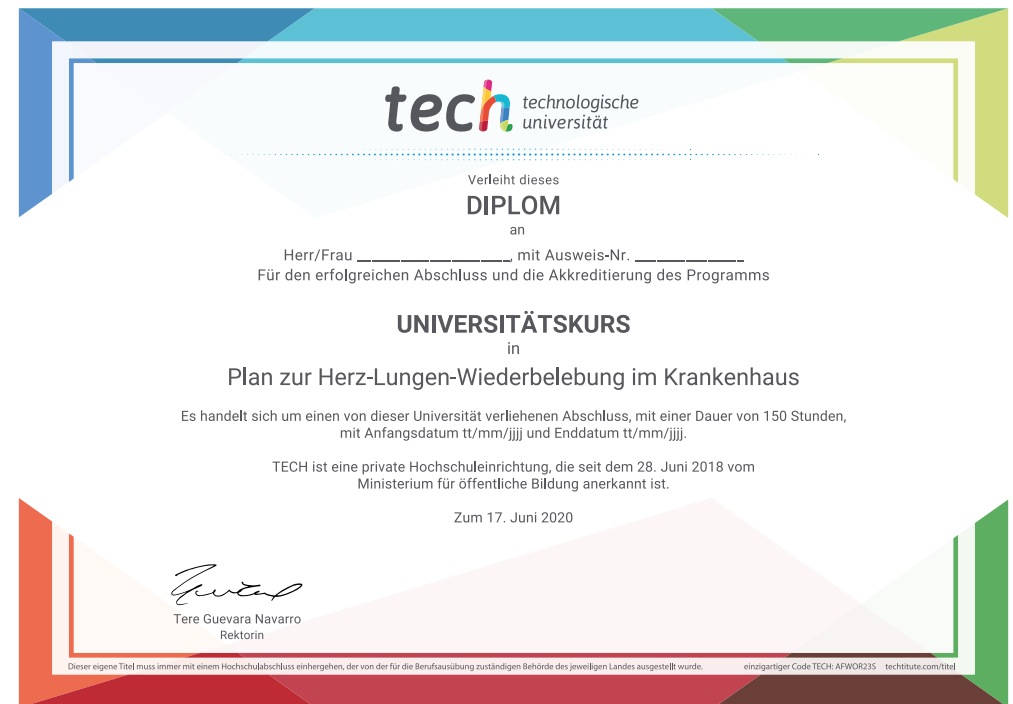 tech technologische
universität
Verleiht dieses
DIPLOM
an
Herr/Frau ____________________, mit Ausweis-Nr. ______________
Für den erfolgreichen Abschluss und die Akkreditierung des Programms
UNIVERSITÄTSKURS
in
Plan zur Herz-Lungen-Wiederbelebung im Krankenhaus
Es handelt sich um einen von dieser Universität verliehenen Abschluss, mit einer Dauer von 150 Stunden,
mit Anfangsdatum tt/mm/jjjj und Enddatum tt/mm/jjjj.
TECH ist eine private Hochschuleinrichtung, die seit dem 28. Juni 2018 vom
Ministerium für öffentliche Bildung anerkannt ist.
Zum 17. Juni 2020
Tere Guevara Navarro
Rektorin
Dieser eigene Titel muss immer mit einem Hochschulabschluss einhergehen, der von der für die Berufsausübung zuständigen Behörde des jeweiligen Landes ausgestellt wurde. einzigartiger Code TECH: AFWOR23S techtitute.com/titel